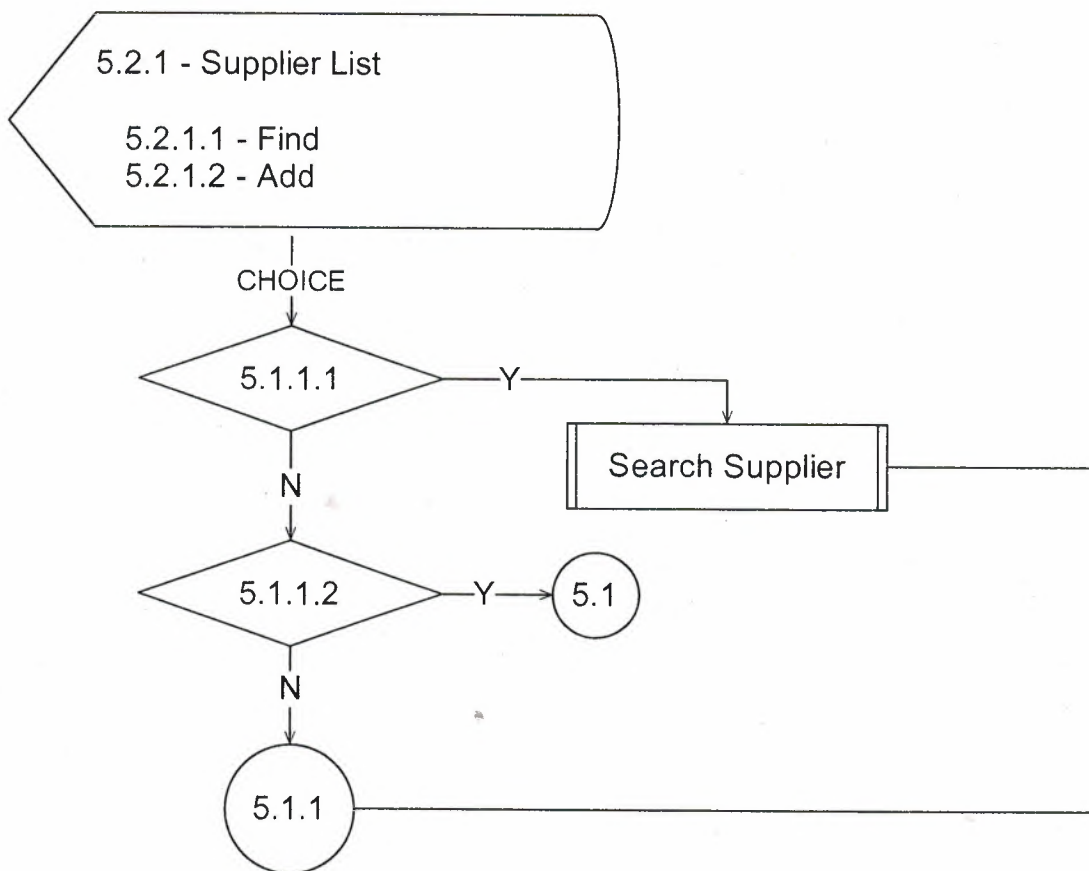 5.2.1 - Supplier List
5.2.1.1 - Find
5.2.1.2 - Add
CHOICE
5.1.1.1
Y
Search Supplier
N
5.1.1.2
Y
5.1
N
5.1.1